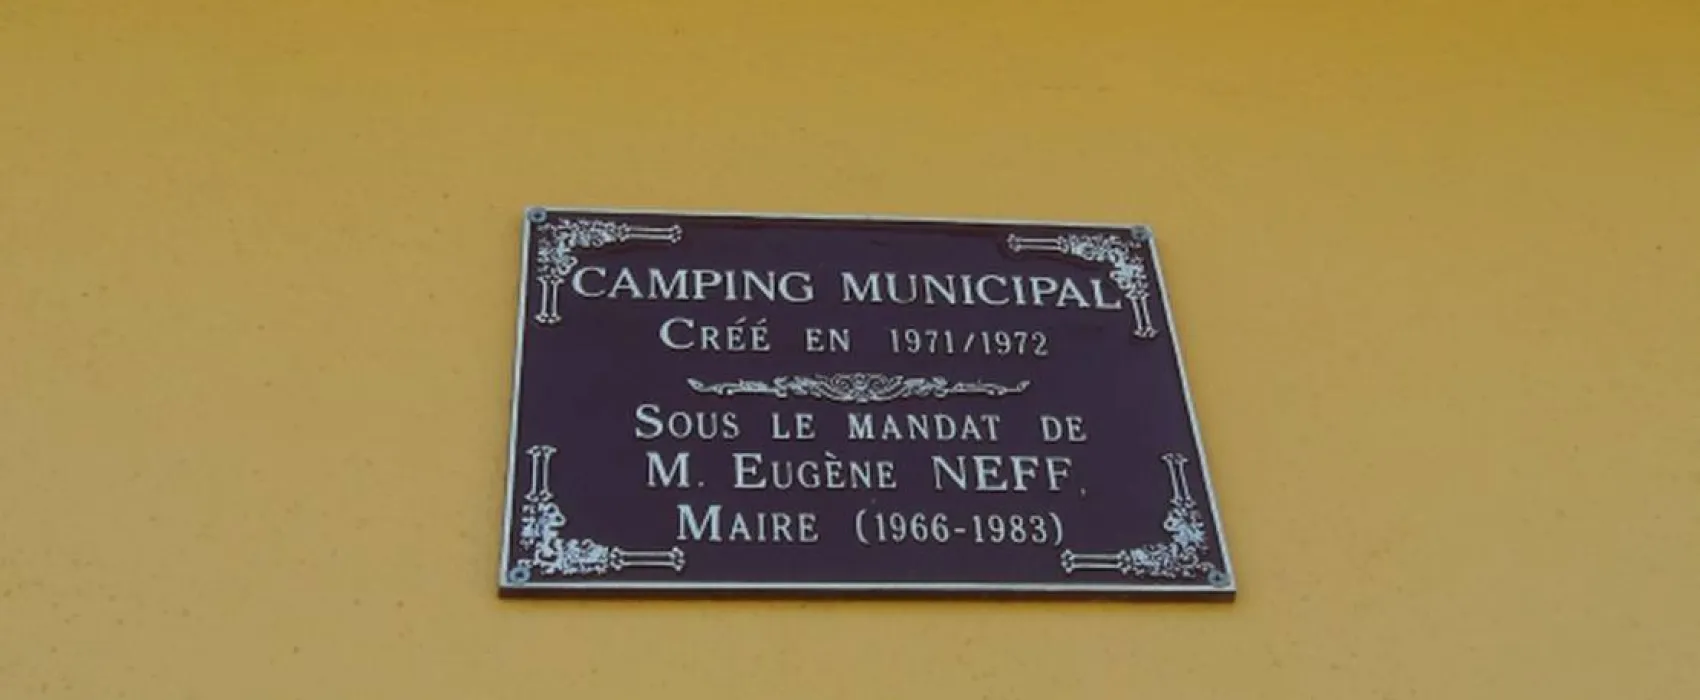 CAMPING MUNICIPAL
CRÉÉ EN 1971/1972
SOUS LE MANDAT DE
M. EUGÈNE NEFF,
MAIRE (1966-1983)